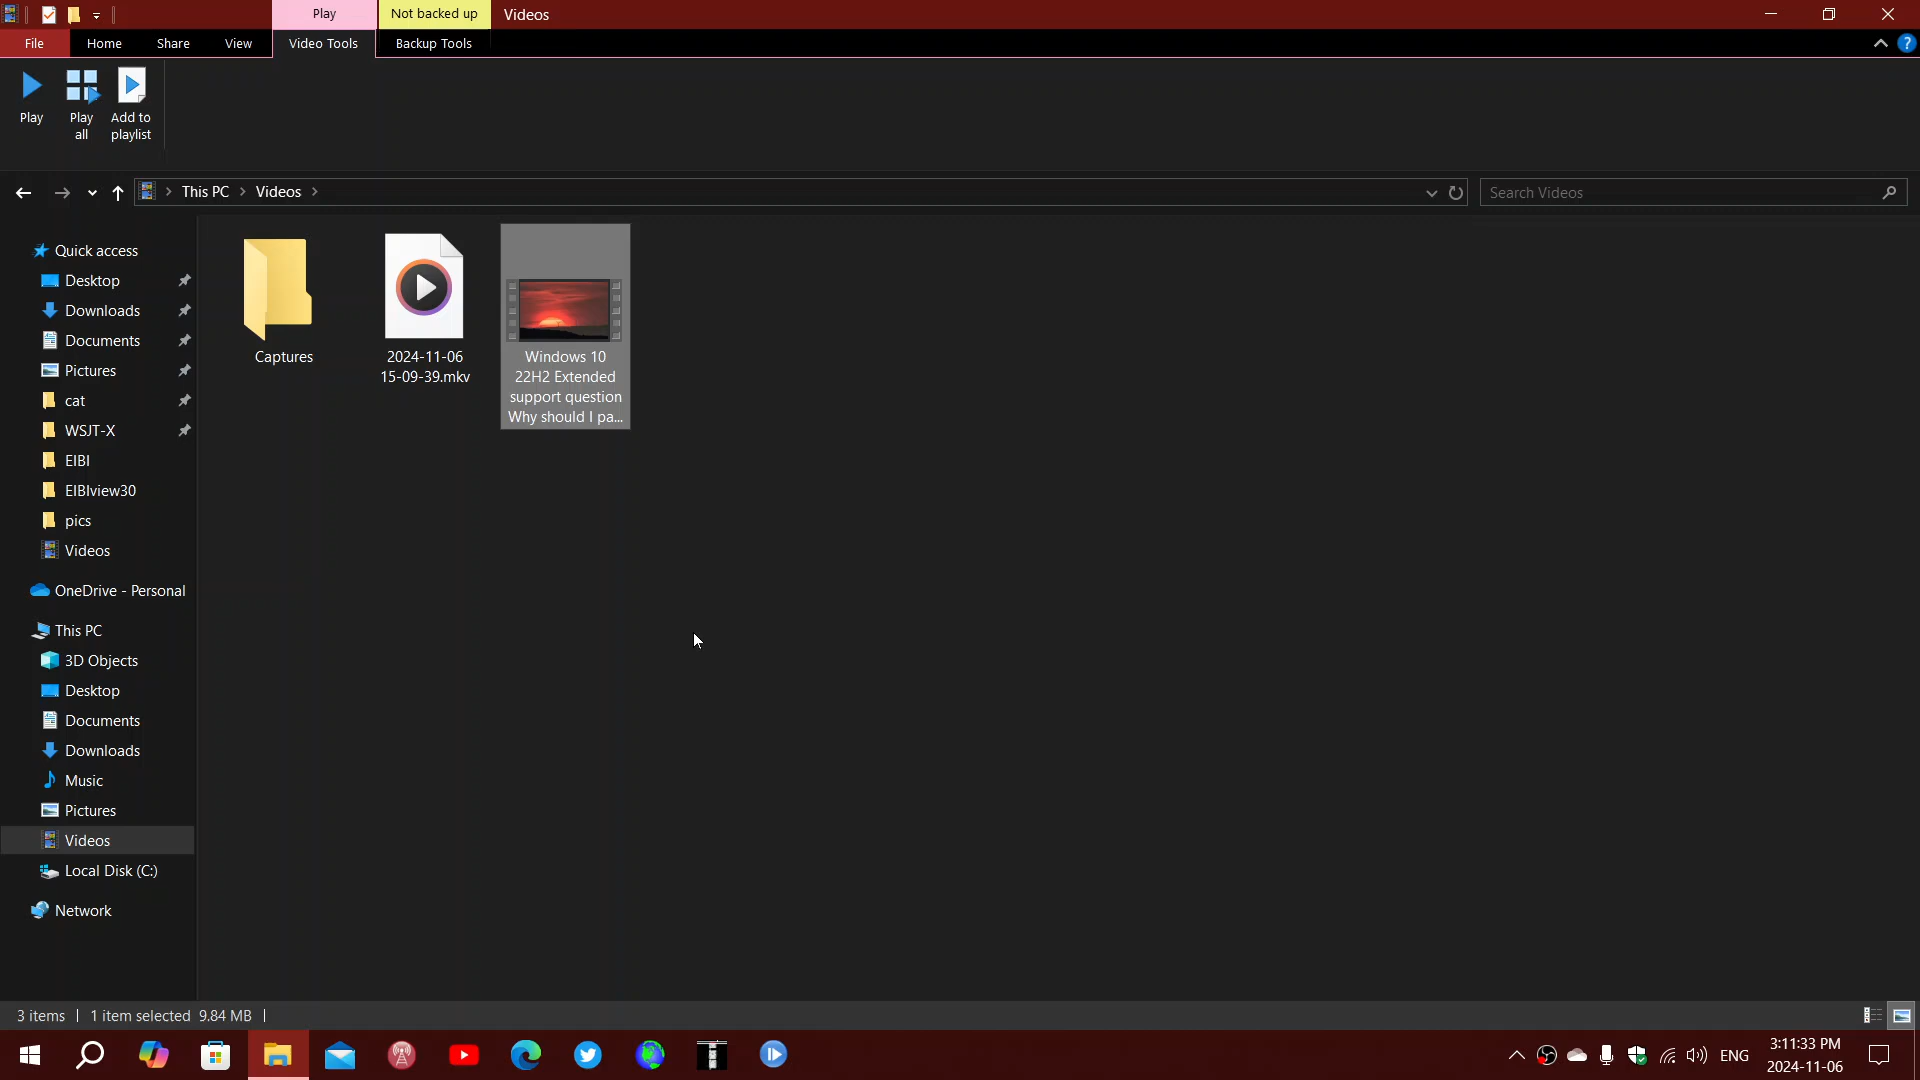 Play
Not backed up
Videos
File
Home
Share
View
Video Tools
Backup Tools
Play
Play
all
Add to
playlist
This PC
Videos
Search Videos
Quick access
Desktop
Downloads
Documents
Pictures
cat
WSJT-X
EIBI
EIBIview30
pics
Videos
OneDrive - Personal
This PC
3D Objects
Desktop
Documents
Downloads
Music
Pictures
Videos
Local Disk (C:)
Network
Captures
2024-11-06
15-09-39.mkv
Windows 10
22H2 Extended
support question
Why should I pa...
3 items
1 item selected 9.84 MB
ENG
3:11:33 PM
2024-11-06